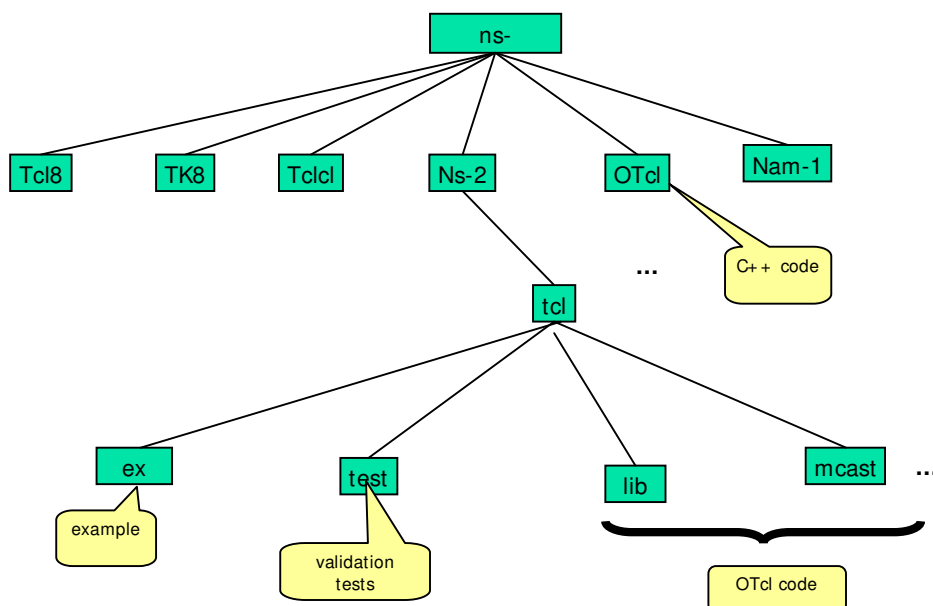 ns-
Tcl8
TK8
Tclcl
Ns-2
OTcl
Nam-1
C++ code
...
tcl
ex
test
lib
mcast
...
example
validation
tests
OTcl code